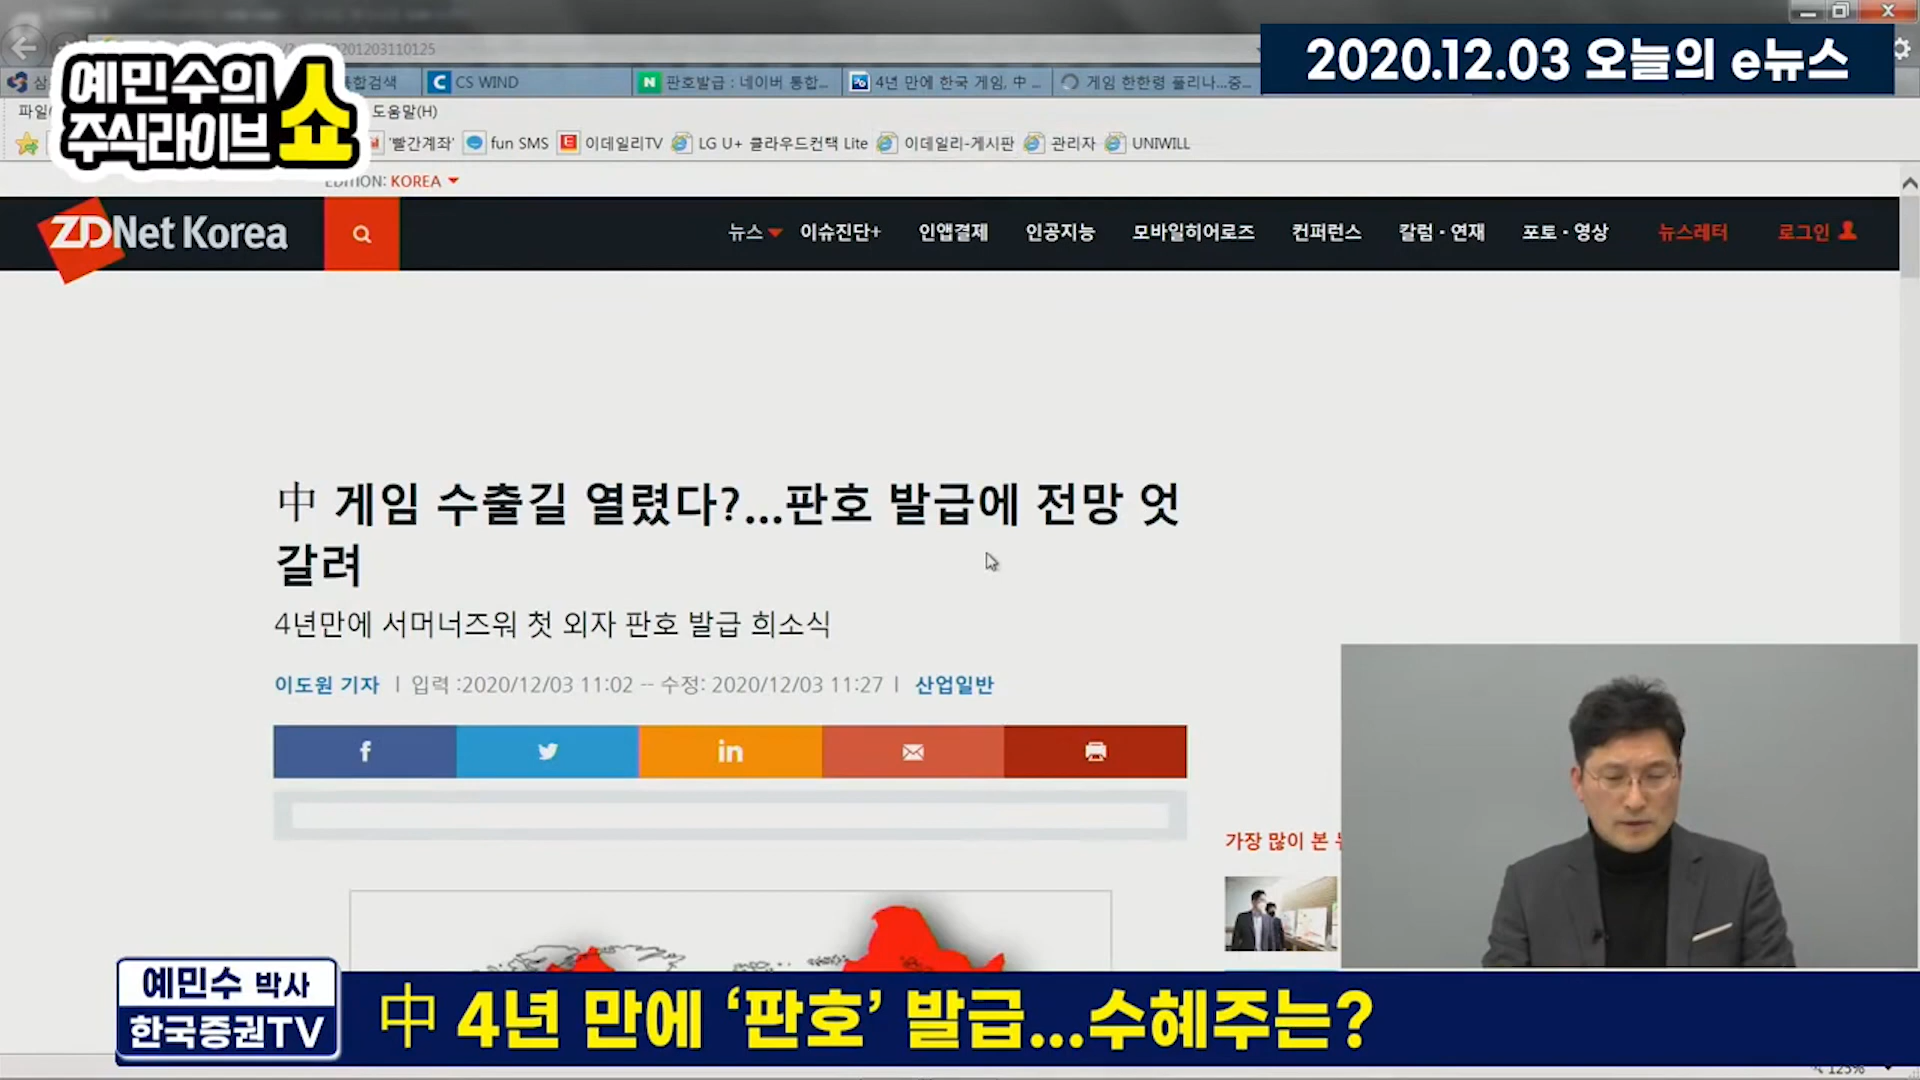 2020.12.03 오늘의 e뉴스
예민수의
주식라이브
쇼
201203110125
삼
통합검색
CS WIND
판호발급 : 네이버 통합...
4년 만에 한국 게임, 中 ...
게임 한한령 풀리나...중...
파일(
도움말(H)
'빨간계좌'
fun SMS
이데일리TV
LG U+ 클라우드컨택 Lite
이데일리-게시판
관리자
UNIWILL
EDITION: KOREA
ZDNet Korea
뉴스
이슈진단+
인앱결제
인공지능
모바일히어로즈
컨퍼런스
칼럼·연재
포토·영상
뉴스레터
로그인
中 게임 수출길 열렸다?...판호 발급에 전망 엇
갈려
4년만에 서머너즈워 첫 외자 판호 발급 희소식
이도원 기자 | 입력 :2020/12/03 11:02 -- 수정: 2020/12/03 11:27 | 산업일반
가장 많이 본
예민수 박사
한국증권TV
中 4년 만에 '판호' 발급...수혜주는?
125%